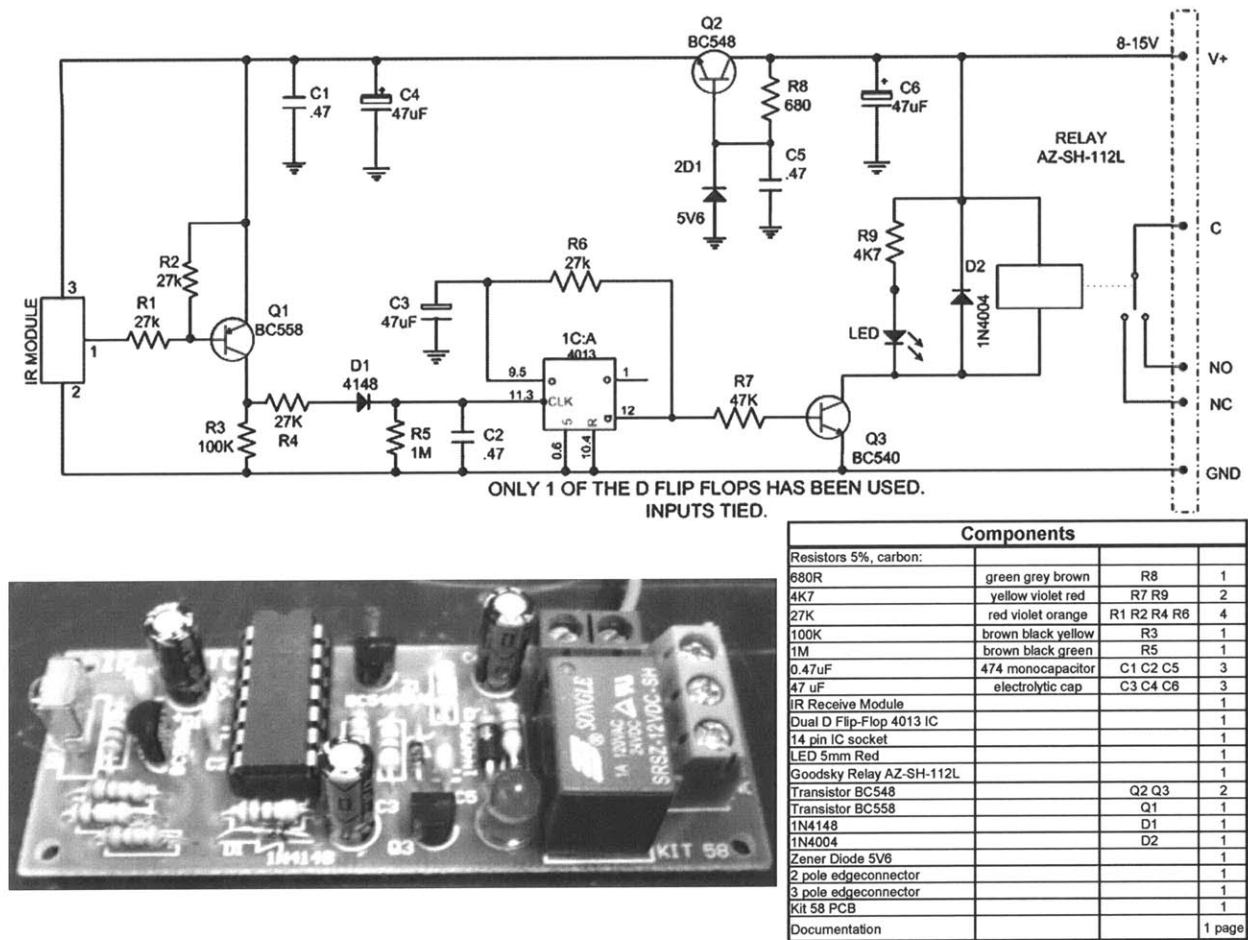 Q2
BC548
8-15V
V+
C1
.47
C4
47uF
R8
680
C6
47uF
RELAY
AZ-SH-112L
2D1
5V6
C5
.47
C
R2
27k
R6
27k
R9
4K7
D2
1N4004
3
IR MODULE
R1
27k
1
Q1
BC558
C3
47uF
1C:A
4013
LED
2
D1
4148
9.5
1
R7
47K
NO
11.3
CLK
12
NC
R3
100K
27K
R4
R5
1M
C2
.47
5
R
Q
0.6
10.4
Q3
BC540
GND
ONLY 1 OF THE D FLIP FLOPS HAS BEEN USED.
INPUTS TIED.
Components
Resistors 5%, carbon:
680R green grey brown R8 1
4K7 yellow violet red R7 R9 2
27K red violet orange R1 R2 R4 R6 4
100K brown black yellow R3 1
1M brown black green R5 1
0.47uF 474 monocapacitor C1 C2 C5 3
47 uF electrolytic cap C3 C4 C6 3
IR Receive Module 1
Dual D Flip-Flop 4013 IC 1
14 pin IC socket 1
LED 5mm Red 1
Goodsky Relay AZ-SH-112L 1
Transistor BC548 Q2 Q3 2
Transistor BC558 Q1 1
1N4148 D1 1
1N4004 D2 1
Zener Diode 5V6 1
2 pole edgeconnector 1
3 pole edgeconnector 1
Kit 58 PCB 1
Documentation 1 page
SONGLE
®
1A 120VAC
24VDC
SRSZ-12VDC-SH
1N4004
Q3
1N4148
KIT 58